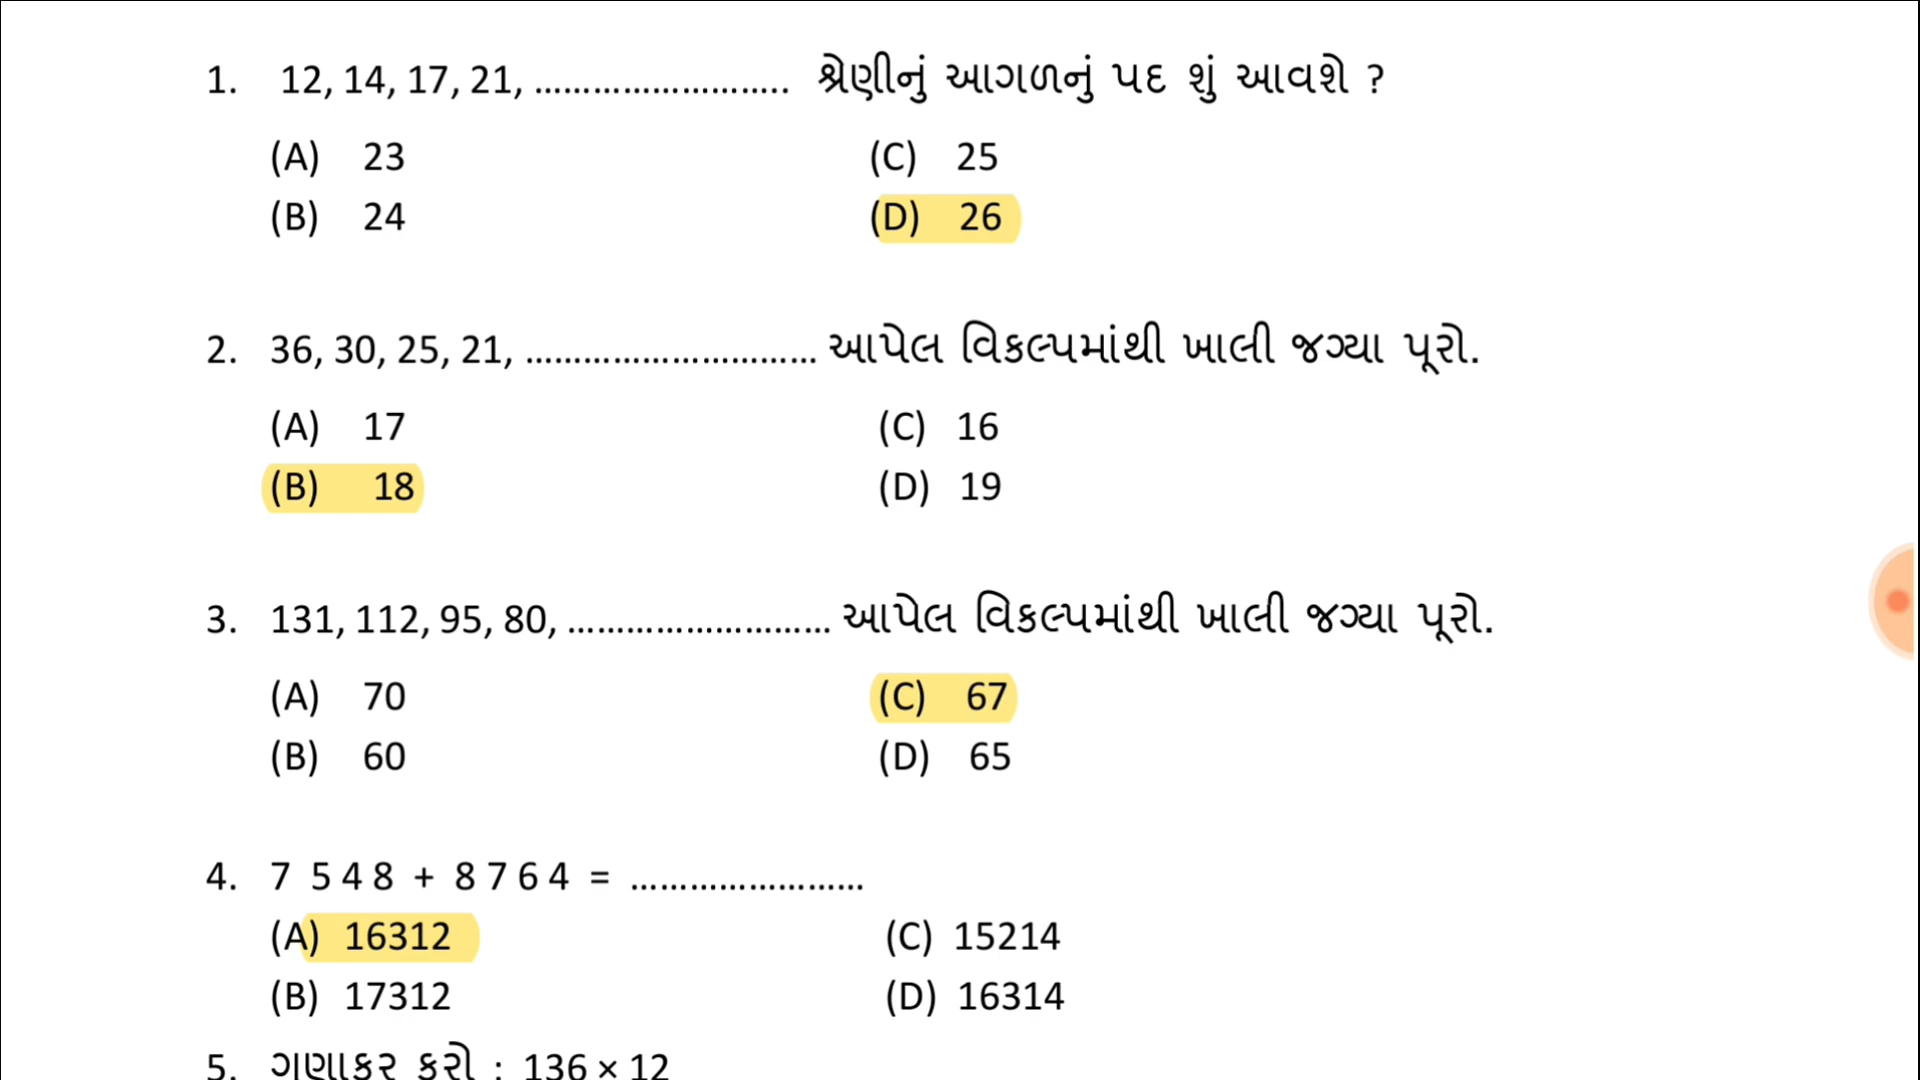 1. 12, 14, 17, 21, .......................... શ્રેણીનું આગળનું પદ શું આવશે ?
(A) 23 (C) 25
(B) 24 (D) 26
2. 36, 30, 25, 21, .............................. આપેલ વિકલ્પમાંથી ખાલી જગ્યા પૂરો.
(A) 17 (C) 16
(B) 18 (D) 19
3. 131, 112, 95, 80, ........................... આપેલ વિકલ્પમાંથી ખાલી જગ્યા પૂરો.
(A) 70 (C) 67
(B) 60 (D) 65
4. 7 5 4 8 + 8 7 6 4 = ........................
(A) 16312 (C) 15214
(B) 17312 (D) 16314
5. ગણાકર કરો : 136 × 12